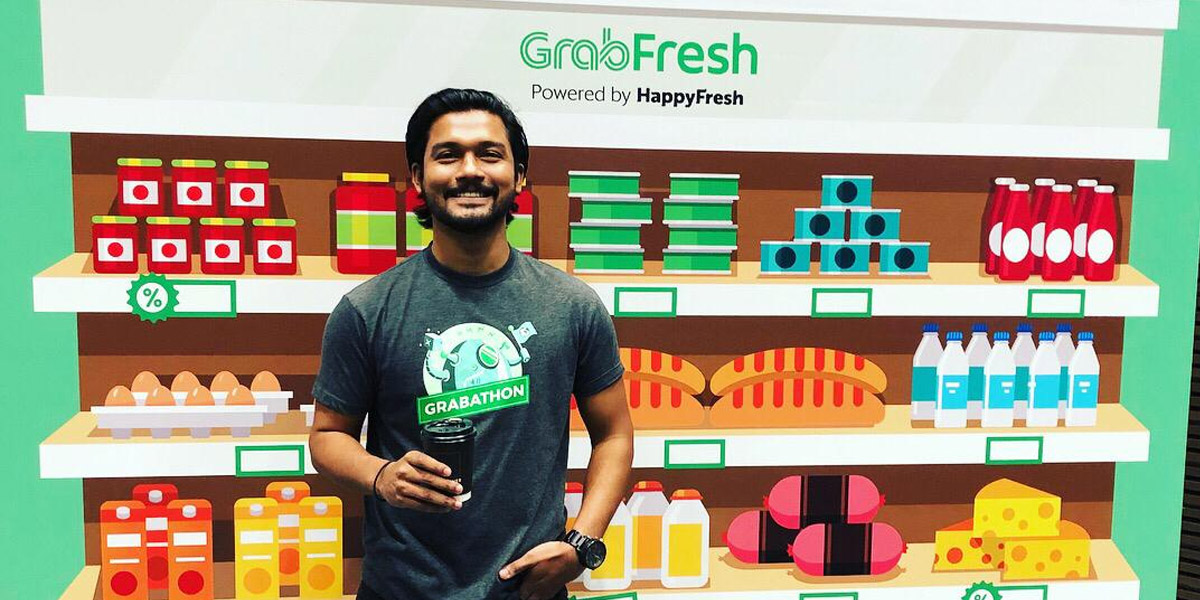 GrabFresh
Powered by HappyFresh
%
GRABATHON
%